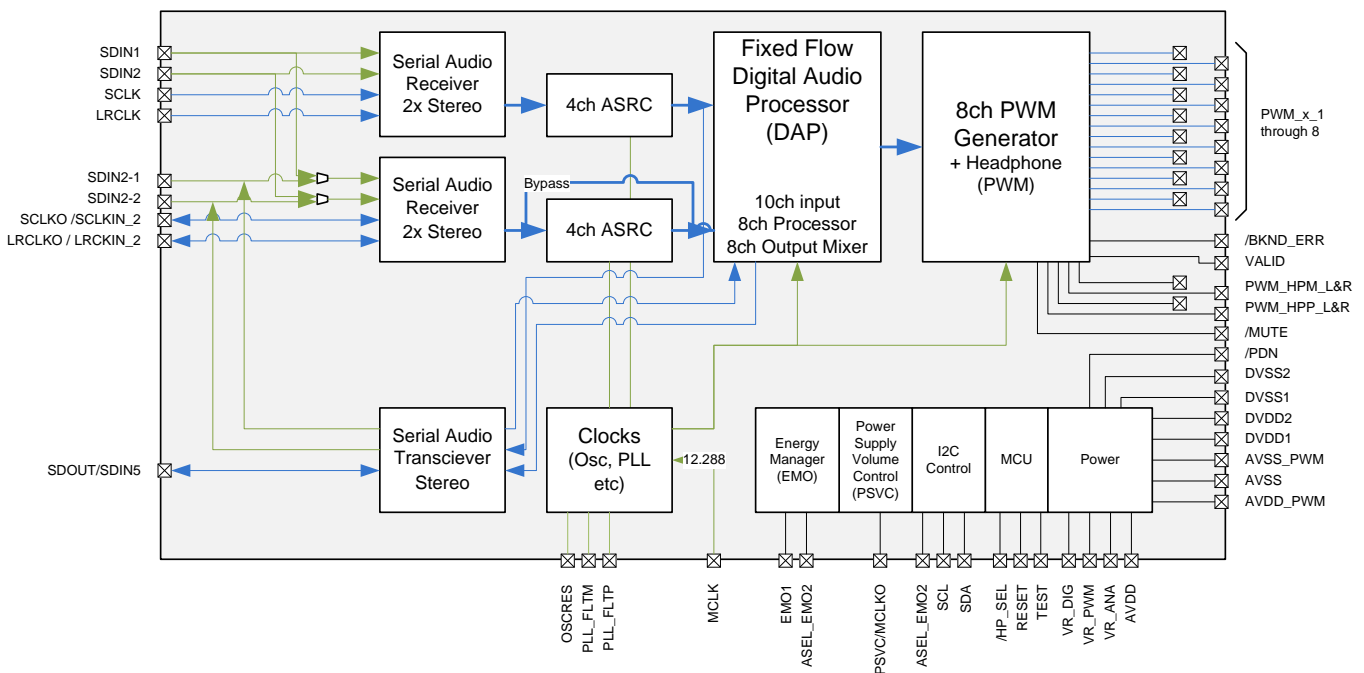 SDIN1
SDIN2
SCLK
LRCLK
SDIN2-1
SDIN2-2
SCLKO /SCLKIN_2
LRCLKO / LRCKIN_2
SDOUT/SDIN5
Serial Audio
Receiver
2x Stereo
4ch ASRC
Serial Audio
Receiver
2x Stereo
Bypass
4ch ASRC
Fixed Flow
Digital Audio
Processor
(DAP)
10ch input
8ch Processor
8ch Output Mixer
8ch PWM
Generator
+ Headphone
(PWM)
PWM_x_1
through 8
/BKND_ERR
VALID
PWM_HPM_L&R
PWM_HPP_L&R
/MUTE
/PDN
DVSS2
DVSS1
DVDD2
DVDD1
AVSS_PWM
AVSS
AVDD_PWM
Serial Audio
Transciever
Stereo
Clocks
(Osc, PLL
etc)
12.288
Energy
Manager
(EMO)
Power
Supply
Volume
Control
(PSVC)
I2C
Control
MCU
Power
OSCRES
PLL_FLTM
PLL_FLTP
MCLK
EMO1
ASEL_EMO2
PSVC/MCLKO
ASEL_EMO2
SCL
SDA
/HP_SEL
RESET
TEST
VR_DIG
VR_PWM
VR_ANA
AVDD